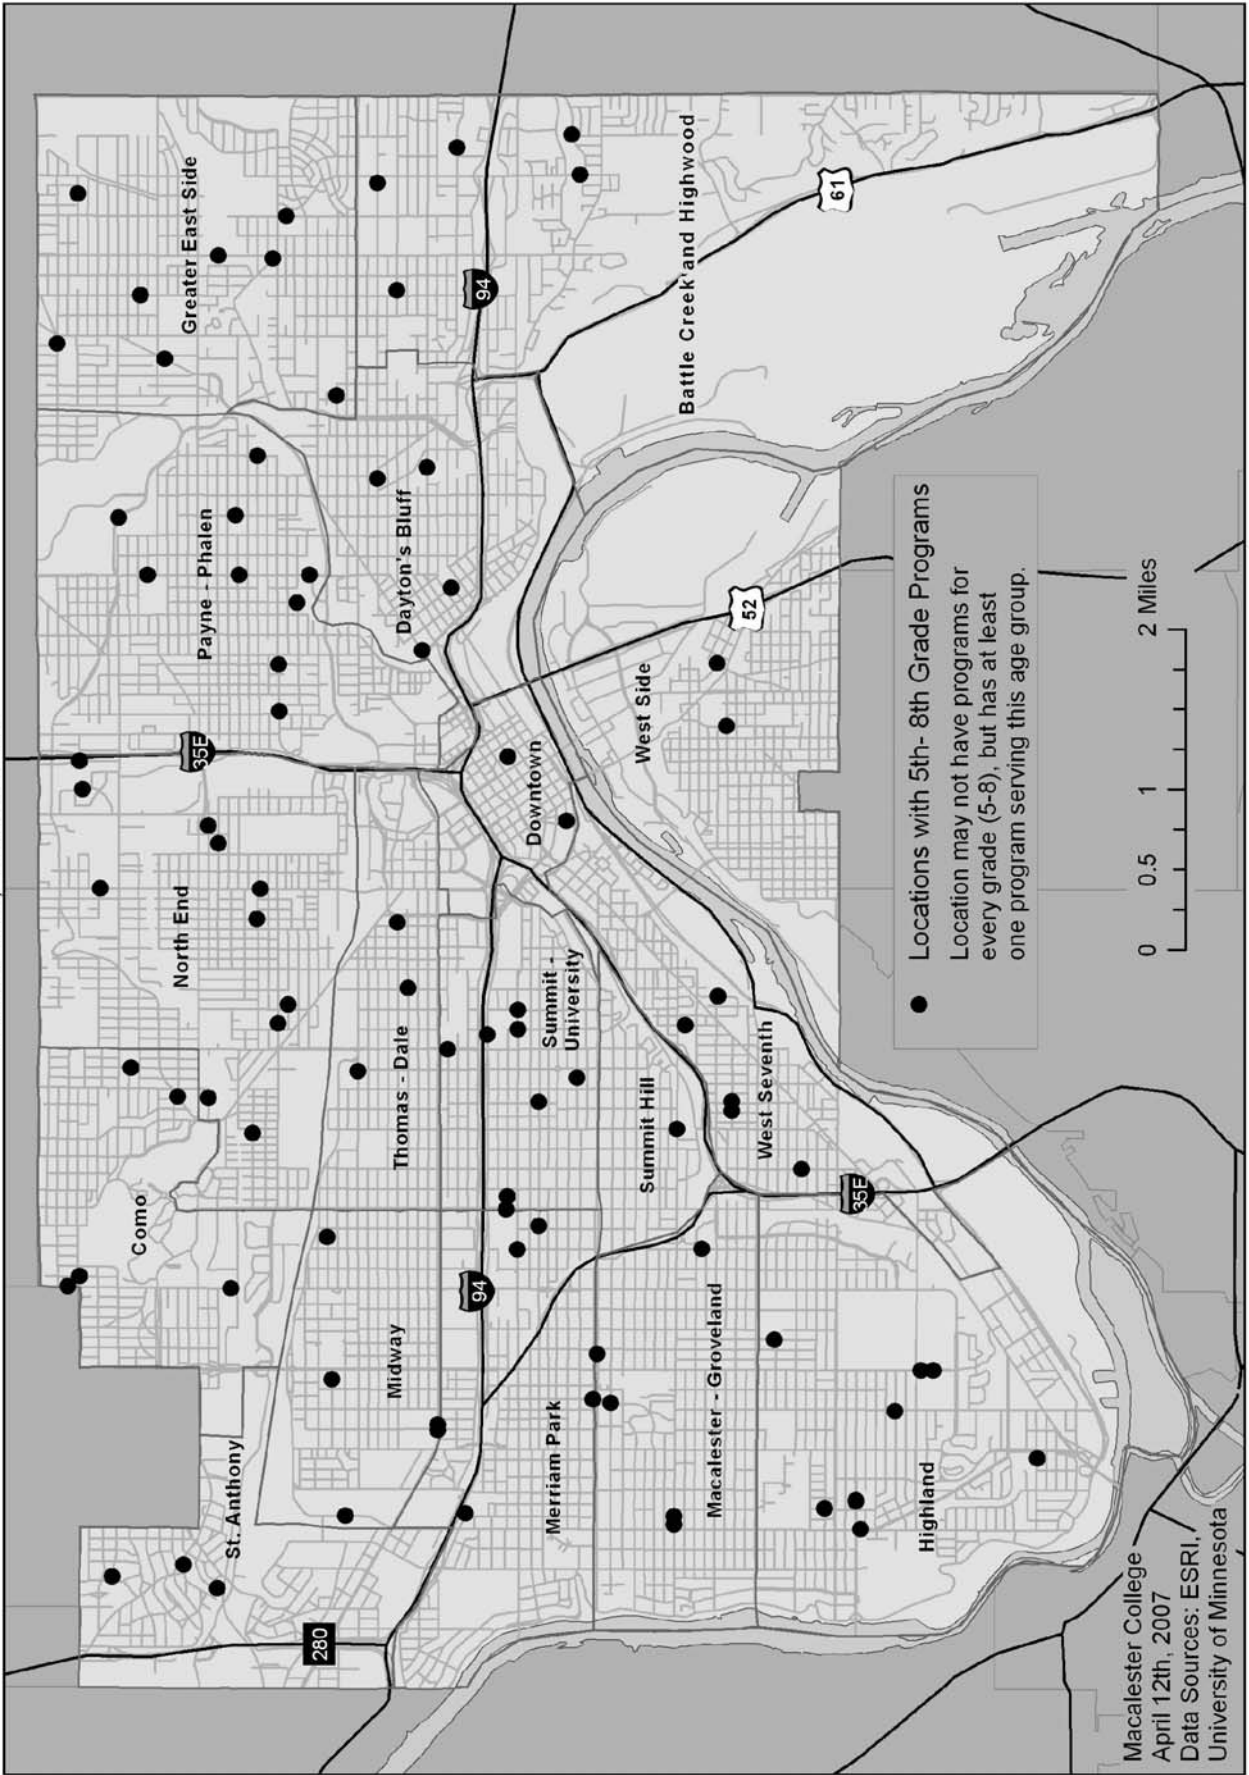 St. Anthony
Como
North End
Payne - Phalen
Greater East Side
35E
280
Midway
Thomas - Dale
Dayton's Bluff
94
94
Merriam Park
Summit -
University
Downtown
Summit Hill
West Side
Battle Creek and Highwood
Macalester - Groveland
West Seventh
52
61
35E
Highland
Locations with 5th- 8th Grade Programs
Location may not have programs for
every grade (5-8), but has at least
one program serving this age group.
0 0.5 1 2 Miles
Macalester College
April 12th, 2007
Data Sources: ESRI,
University of Minnesota